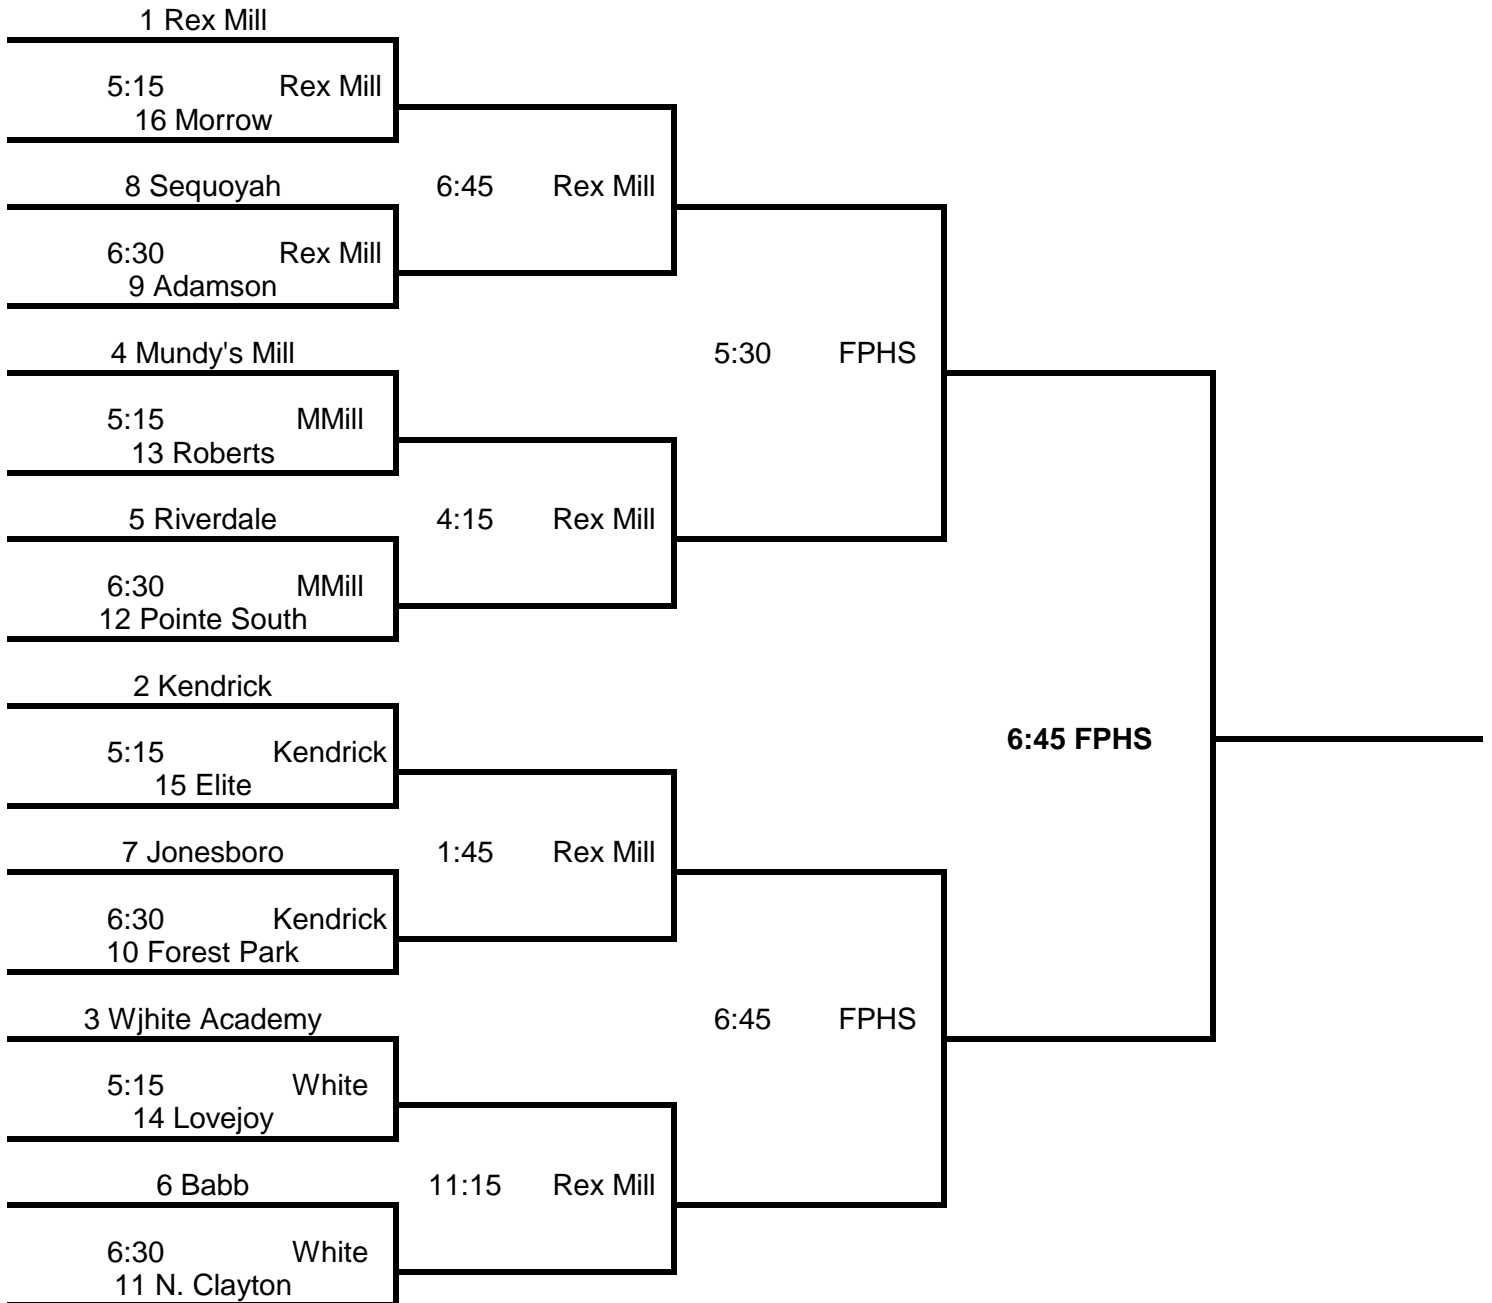 1 Rex Mill
5:15 Rex Mill
16 Morrow
8 Sequoyah 6:45 Rex Mill
6:30 Rex Mill
9 Adamson
4 Mundy's Mill 5:30 FPHS
5:15 MMill
13 Roberts
5 Riverdale 4:15 Rex Mill
6:30 MMill
12 Pointe South
2 Kendrick
5:15 Kendrick 6:45 FPHS
15 Elite
7 Jonesboro 1:45 Rex Mill
6:30 Kendrick
10 Forest Park
3 Wjhite Academy 6:45 FPHS
5:15 White
14 Lovejoy
6 Babb 11:15 Rex Mill
6:30 White
11 N. Clayton